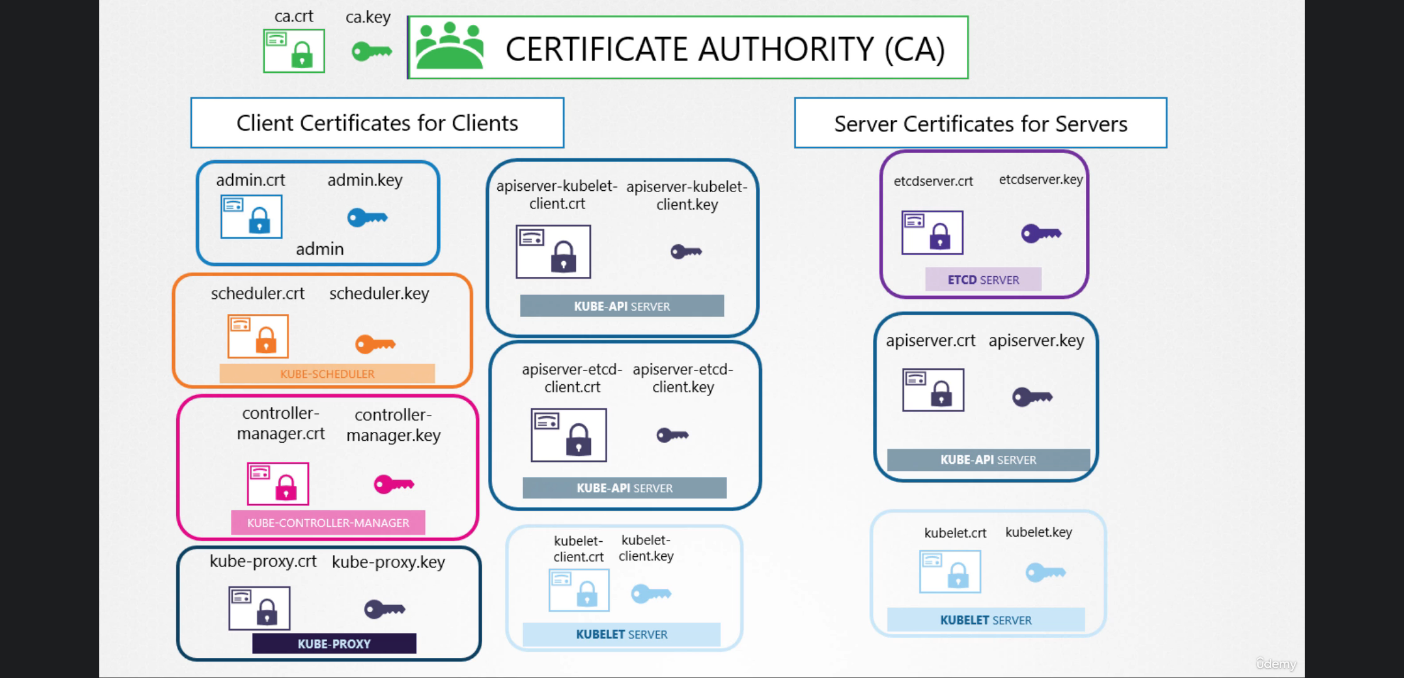 ca.crt
ca.key
CERTIFICATE AUTHORITY (CA)
Client Certificates for Clients
admin.crt
admin.key
admin
scheduler.crt
scheduler.key
KUBE-SCHEDULER
controller-
manager.crt
controller-
manager.key
KUBE-CONTROLLER-MANAGER
kube-proxy.crt
kube-proxy.key
KUBE-PROXY
apiserver-kubelet-
client.crt
apiserver-kubelet-
client.key
KUBE-API SERVER
apiserver-etcd-
client.crt
apiserver-etcd-
client.key
KUBE-API SERVER
kubelet-
client.crt
kubelet-
client.key
KUBELET SERVER
Server Certificates for Servers
etcdserver.crt
etcdserver.key
ETCD SERVER
apiserver.crt
apiserver.key
KUBE-API SERVER
kubelet.crt
kubelet.key
KUBELET SERVER
ûdemy